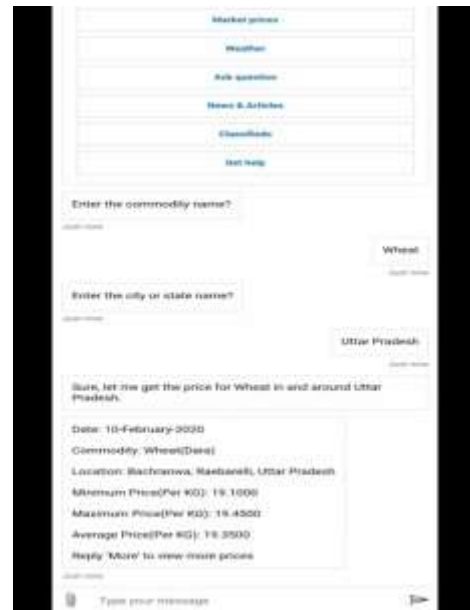 Market prices
Weather
Ask question
News & Articles
Classifieds
Get help
Enter the commodity name?
Wheat
Enter the city or state name?
Uttar Pradesh
Sure, let me get the price for Wheat in and around Uttar
Pradesh.
Date: 10-February-2020
Commodity: Wheat(Dara)
Location: Bachranwa, Raebarelli, Uttar Pradesh
Minimum Price(Per KG): 19.1000
Maximum Price(Per KG): 19.4500
Average Price(Per KG): 19.3500
Reply 'More' to view more prices
Type your message